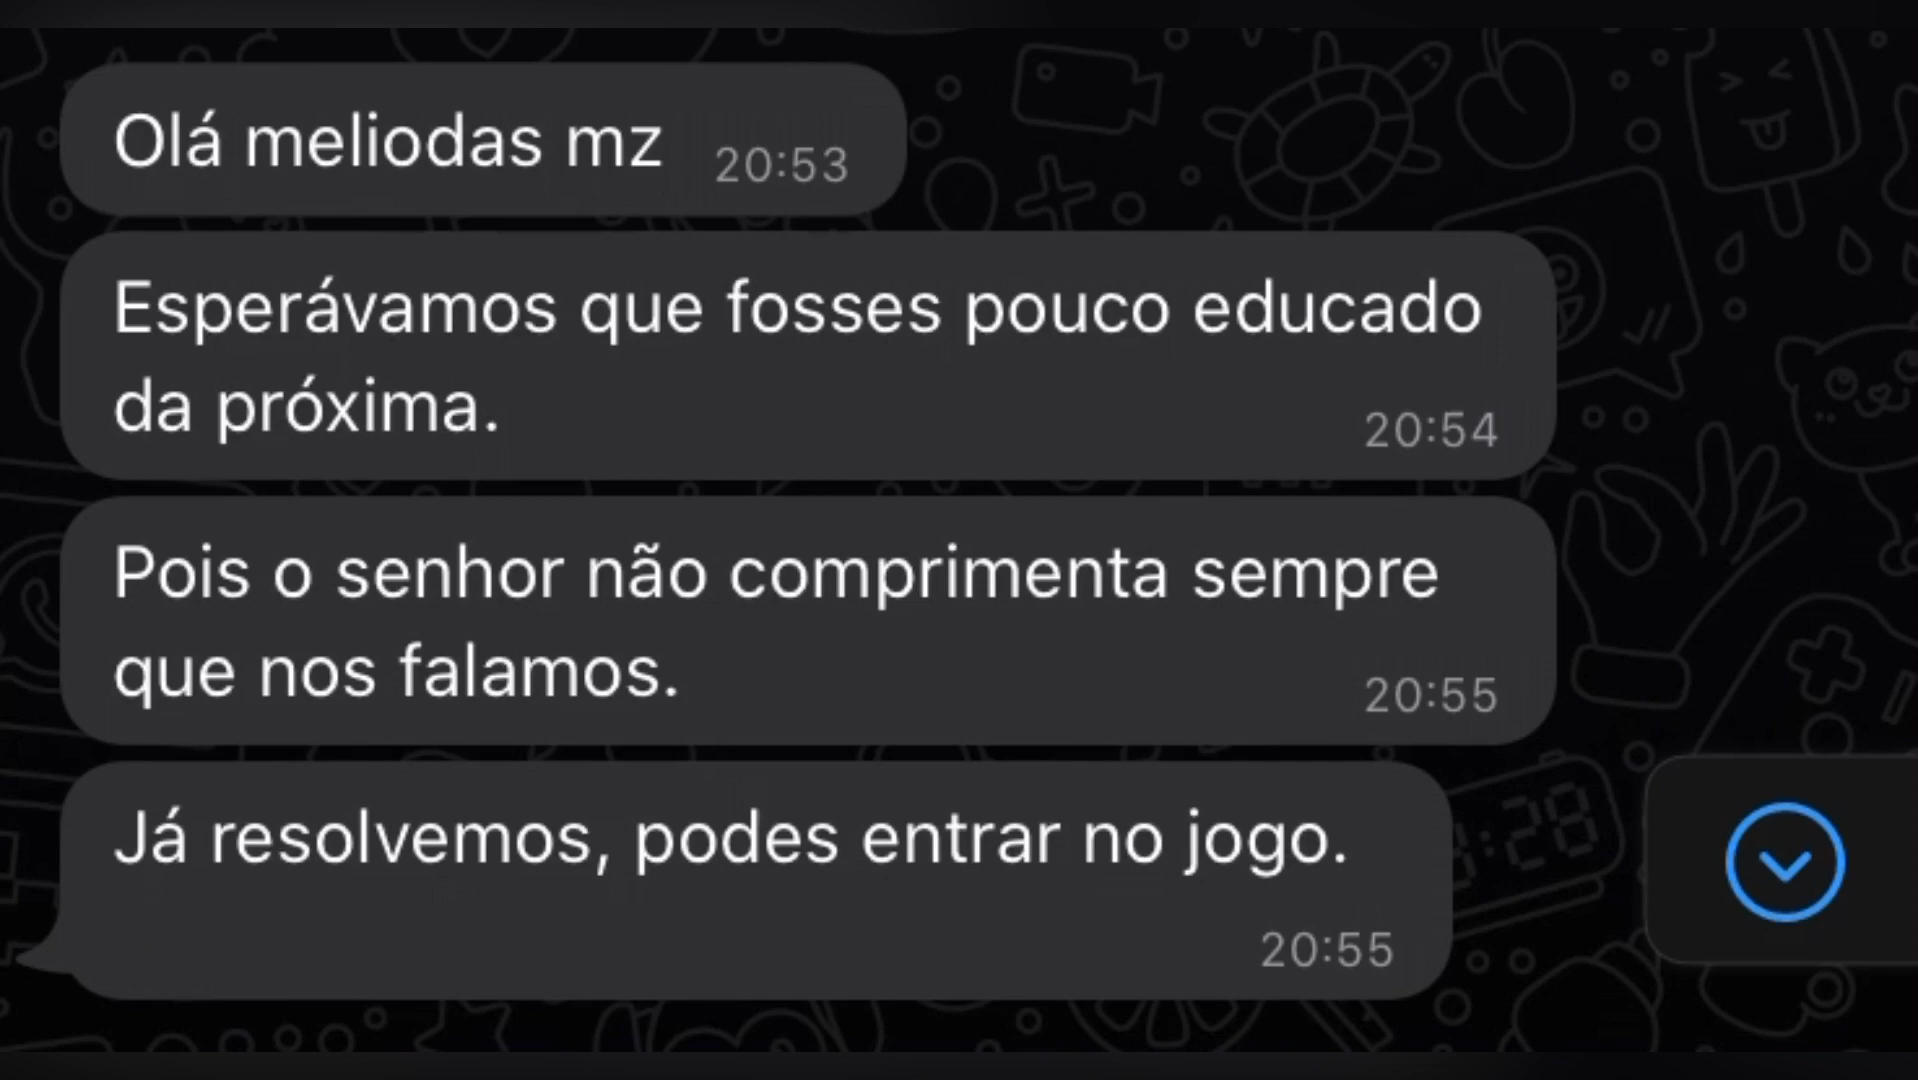 Olá meliodas mz 20:53
Esperávamos que fosses pouco educado
da próxima. 20:54
Pois o senhor não comprimenta sempre
que nos falamos. 20:55
Já resolvemos, podes entrar no jogo.
20:55